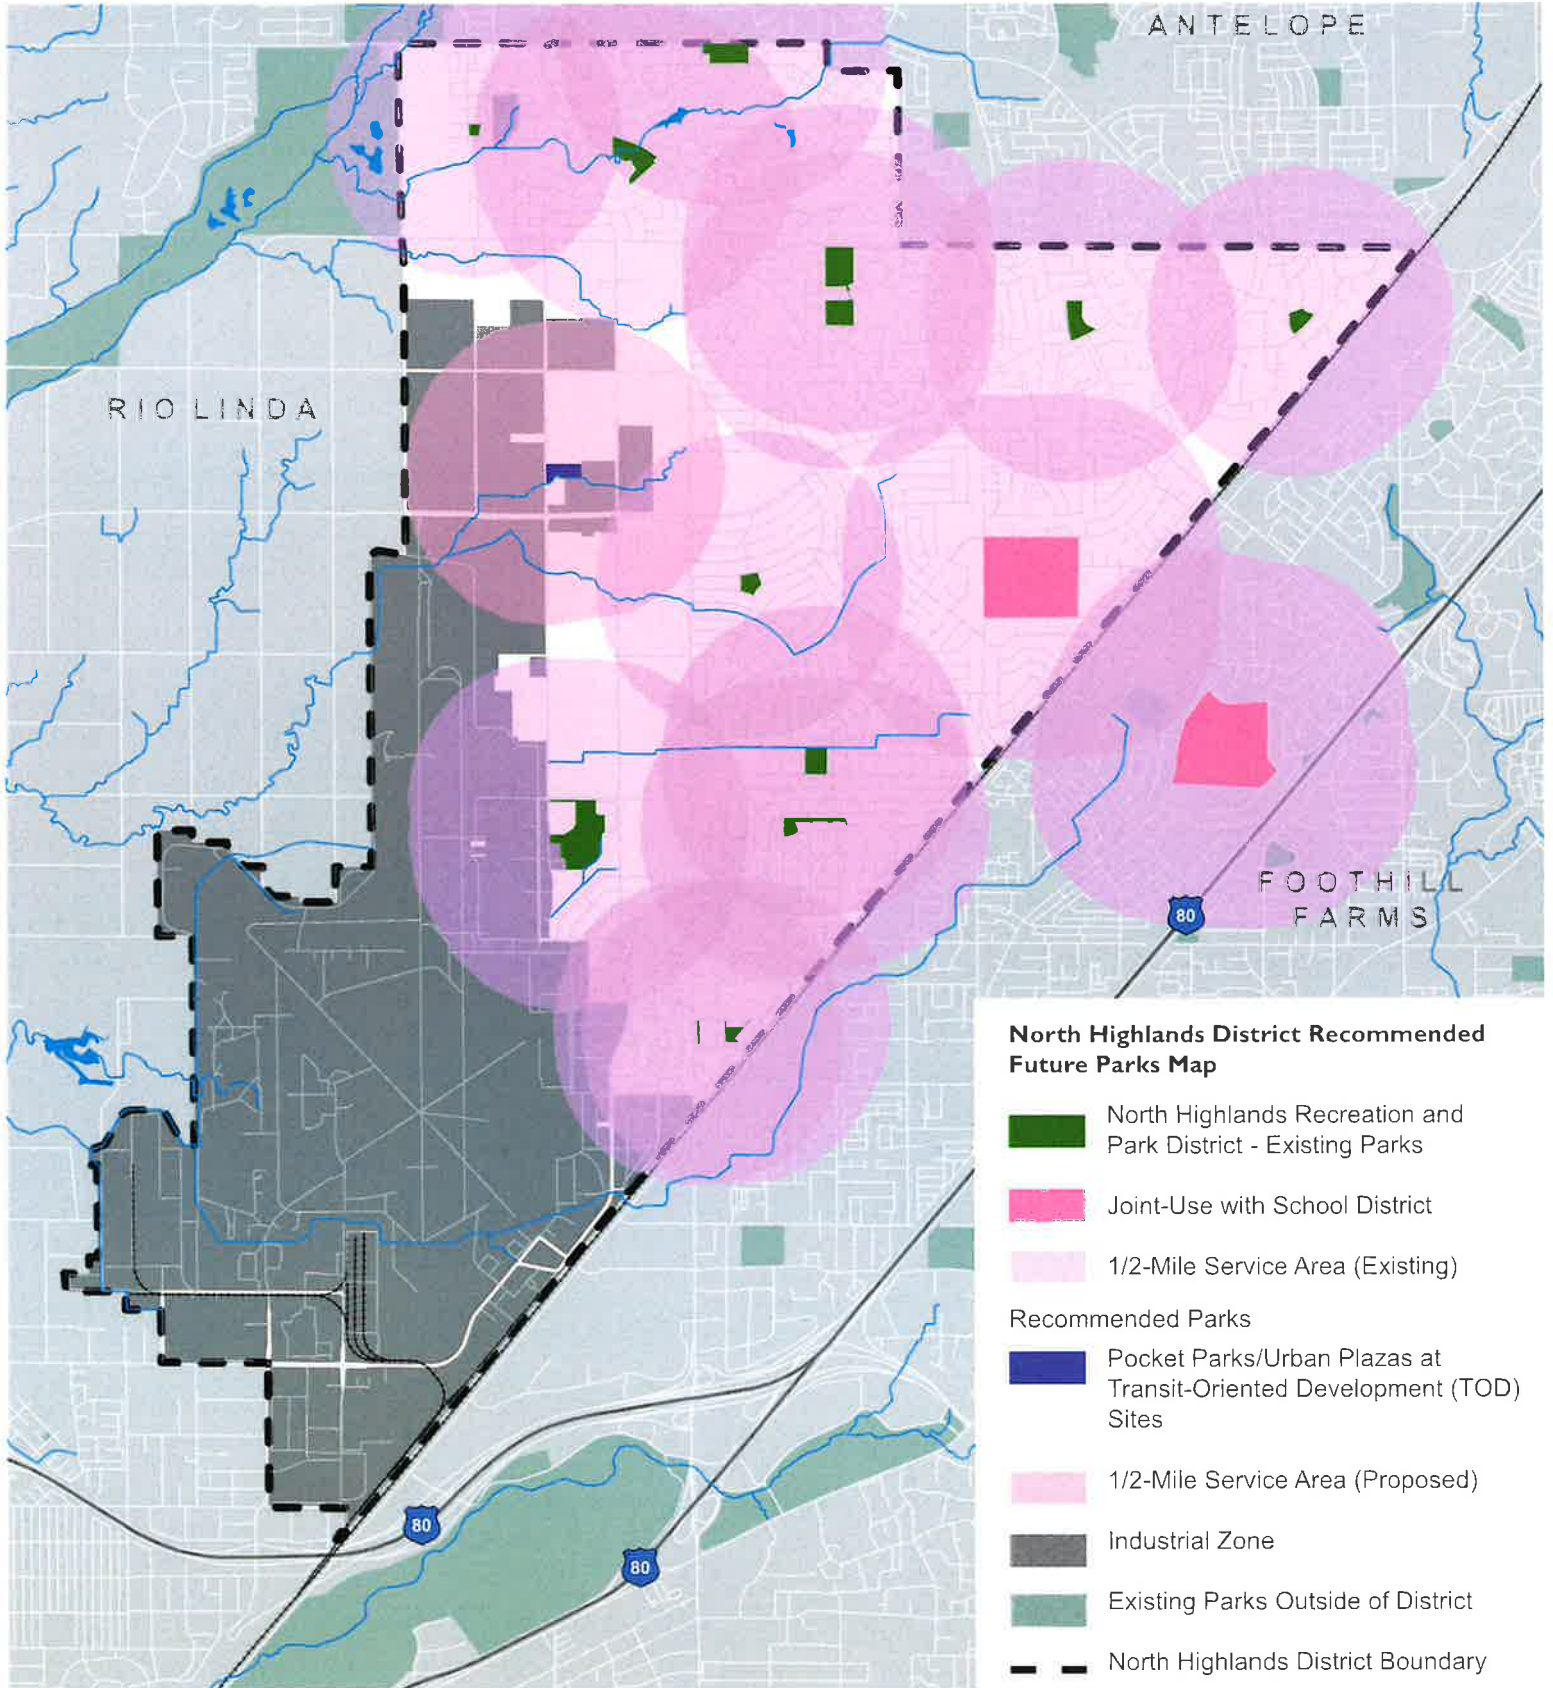 ANTELOPE
RIO LINDA
FOOTHILL
FARMS
80
80
80
North Highlands District Recommended
Future Parks Map
North Highlands Recreation and
Park District - Existing Parks
Joint-Use with School District
1/2-Mile Service Area (Existing)
Recommended Parks
Pocket Parks/Urban Plazas at
Transit-Oriented Development (TOD)
Sites
1/2-Mile Service Area (Proposed)
Industrial Zone
Existing Parks Outside of District
North Highlands District Boundary